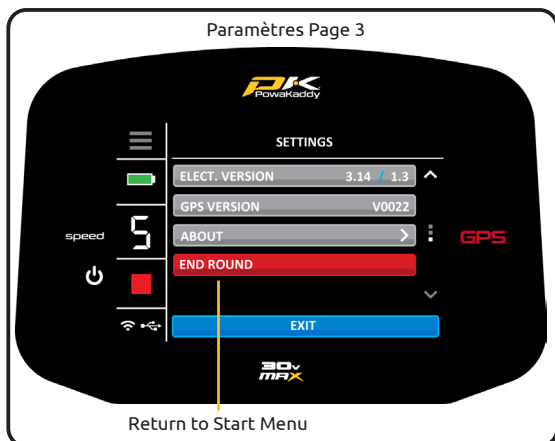 Paramètres Page 3
PK
PowaKaddy
SETTINGS
ELECT. VERSION 3.14 / 1.3
GPS VERSION V0022
speed 5
ABOUT
GPS
END ROUND
EXIT
30v
MAX
Return to Start Menu